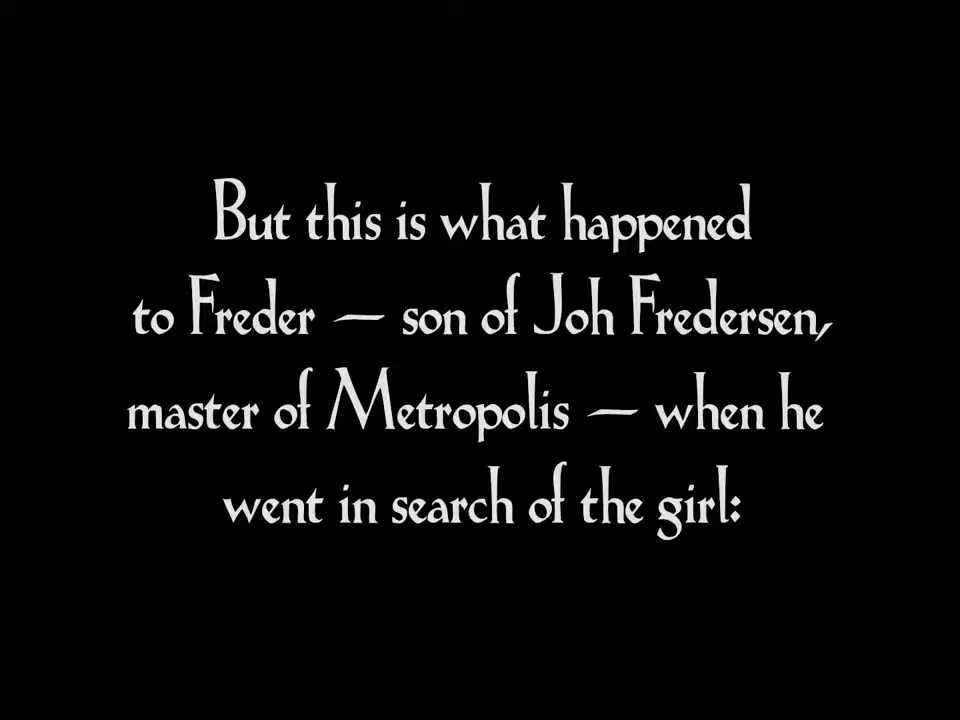 But this is what happened
to Freder — son of Joh Fredersen,
master of Metropolis — when he
went in search of the girl: